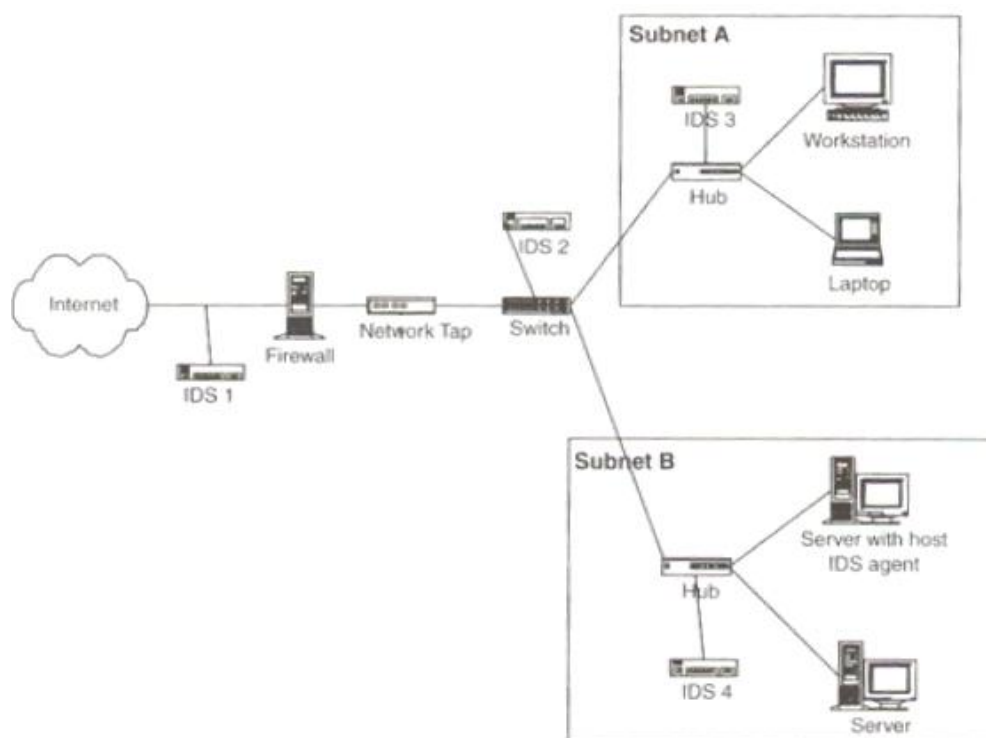 Subnet A
IDS 3
Workstation
Hub
IDS 2
Laptop
Internet
Firewall
Network Tap
Switch
IDS 1
Subnet B
Server with host
IDS agent
Hub
IDS 4
Server